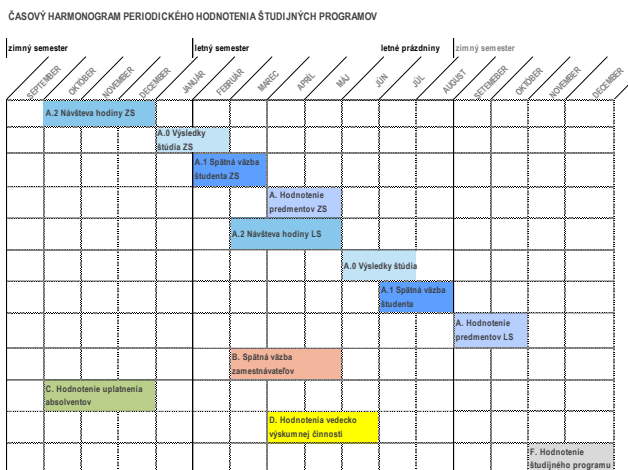 ČASOVÝ HARMONOGRAM PERIODICKÉHO HODNOTENIA ŠTUDIJNÝCH PROGRAMOV
zimný semester
letný semester
letné prázdniny
zimný semester
SEPTEMBER
OKTÓBER
NOVEMBER
DECEMBER
JANUÁR
FEBRUÁR
MAREC
APRÍL
MÁJ
JÚN
JÚL
AUGUST
SETEMEBER
OKTÓBER
NOVEMBER
DECEMBER
A.2 Návšteva hodiny ZS
A.0 Výsledky
štúdia ZS
A.1 Spätná väzba
študenta ZS
A. Hodnotenie
predmentov ZS
A.2 Návšteva hodiny LS
A.0 Výsledky štúdia
A.1 Spätná väzba
študenta
A. Hodnotenie
predmentov LS
B. Spätná väzba
zamestnávateľov
C. Hodnotenie uplatnenia
absolventov
D. Hodnotenia vedecko
výskumnej činnosti
F. Hodnotenie
študijného programu